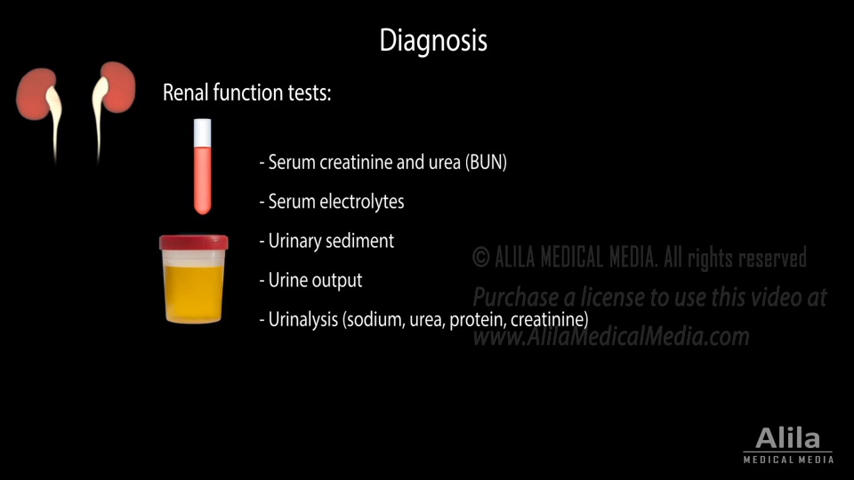 Diagnosis
Renal function tests:
- Serum creatinine and urea (BUN)
- Serum electrolytes
- Urinary sediment
- Urine output
- Urinalysis (sodium, urea, protein, creatinine)
© ALILA MEDICAL MEDIA. All rights reserved
Purchase a license to use this video at
www.AlilaMedicalMedia.com
Alila
MEDICAL MEDIA